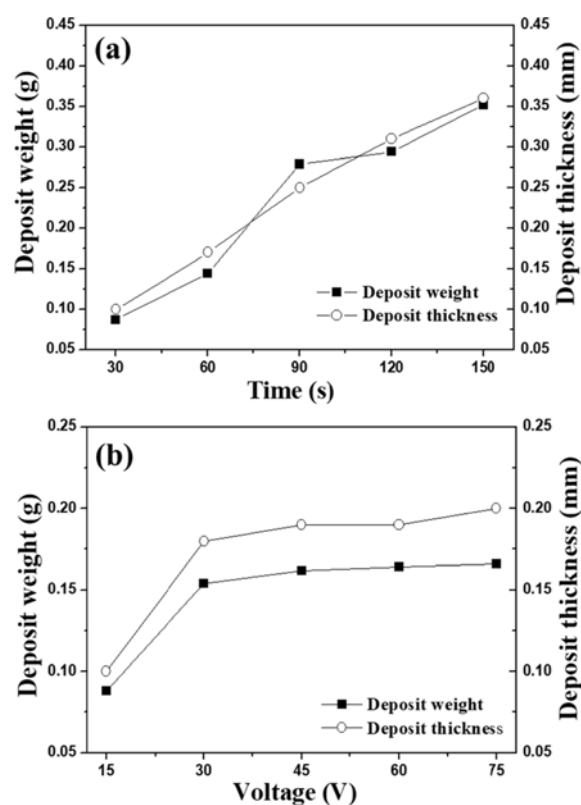 (a)
Deposit weight (g)
0.45
0.40
0.35
0.30
0.25
0.20
0.15
0.10
0.05
0.45
0.40
0.35
0.30
0.25
0.20
0.15
0.10
0.05
Deposit thickness (mm)
Deposit weight
Deposit thickness
30 60 90 120 150
Time (s)
(b)
Deposit weight (g)
0.25
0.20
0.15
0.10
0.05
0.25
0.20
0.15
0.10
0.05
Deposit thickness (mm)
Deposit weight
Deposit thickness
15 30 45 60 75
Voltage (V)